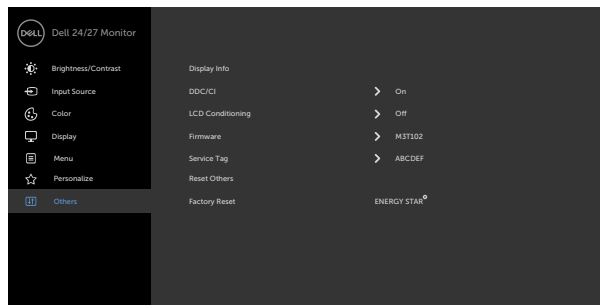 DELL Dell 24/27 Monitor
Brightness/Contrast Display Info
Input Source DDC/CI On
Color LCD Conditioning Off
Display Firmware M3T102
Menu Service Tag ABCDEF
Personalize Reset Others
Others Factory Reset ENERGY STAR®